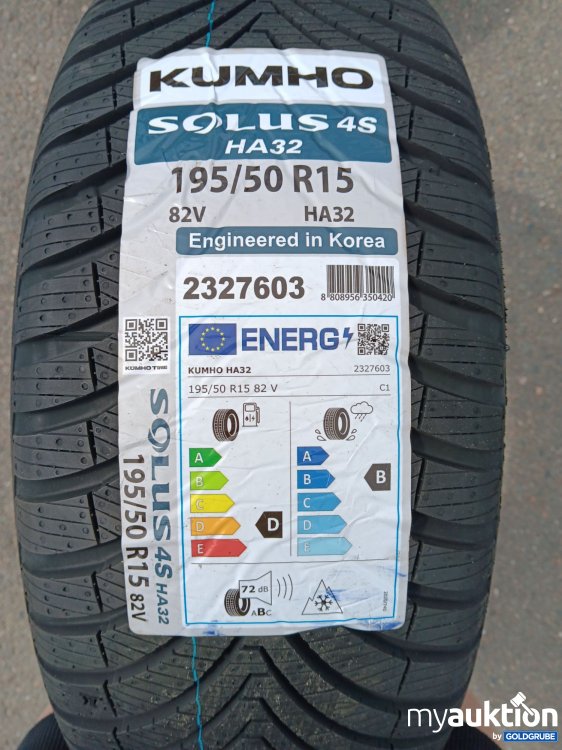 KUMHO
SOLUS 4S
HA32
195/50 R15
82V HA32
Engineered in Korea
2327603
8 808956 350420
ENERG
KUMHO HA32 2327603
195/50 R15 82 V C1
A
B
C
D
E
D
A
B
C
D
E
B
72 dB
ABC
SOLUS 4S HA32
195/50 R15 82V
myauktion
by GOLDGRUBE